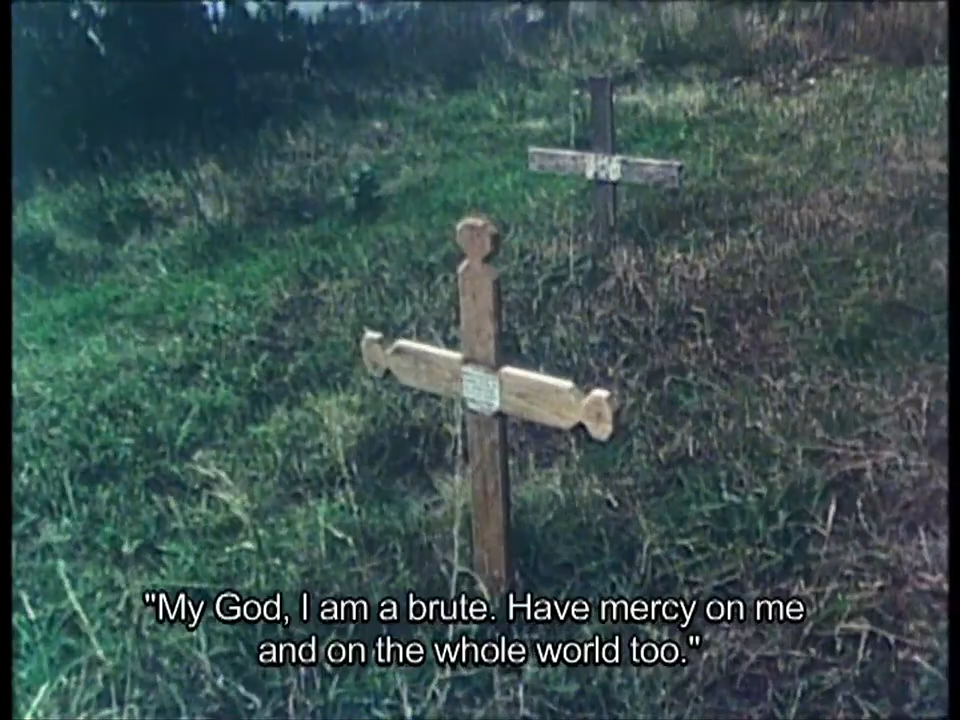 "My God, I am a brute. Have mercy on me
and on the whole world too."